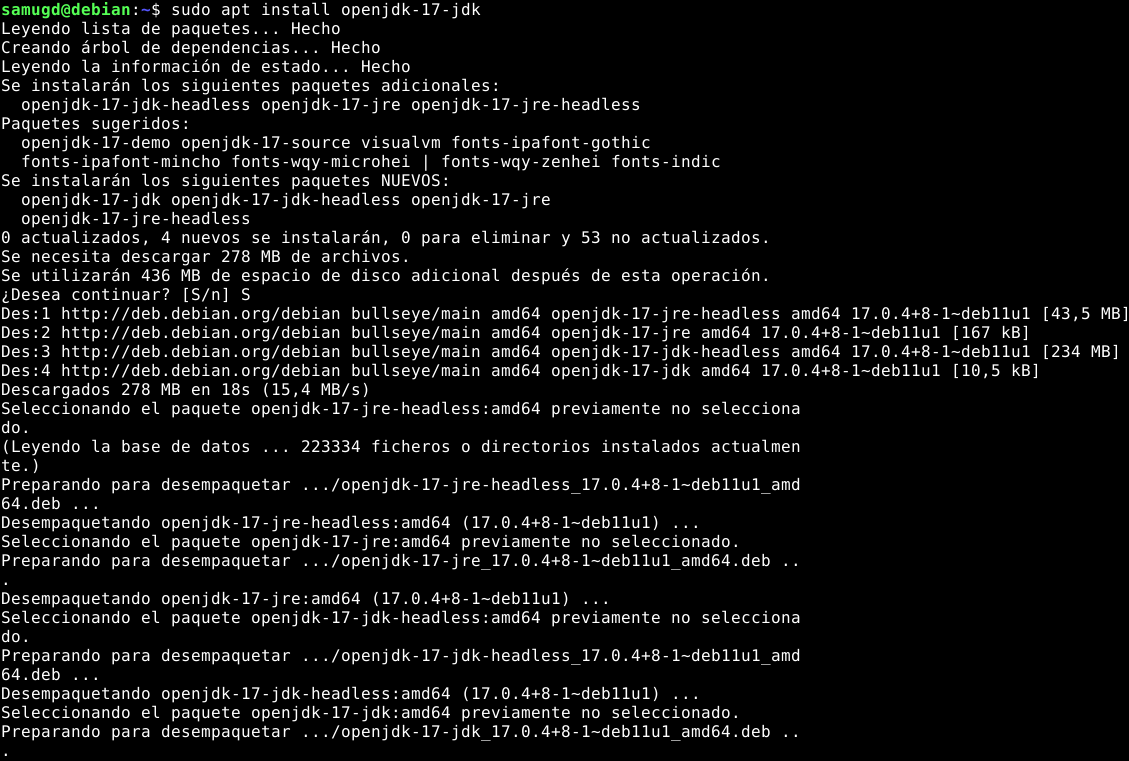 samugd@debian:~$ sudo apt install openjdk-17-jdk
Leyendo lista de paquetes... Hecho
Creando árbol de dependencias... Hecho
Leyendo la información de estado... Hecho
Se instalarán los siguientes paquetes adicionales:
  openjdk-17-jdk-headless openjdk-17-jre openjdk-17-jre-headless
Paquetes sugeridos:
  openjdk-17-demo openjdk-17-source visualvm fonts-ipafont-gothic
  fonts-ipafont-mincho fonts-wqy-microhei | fonts-wqy-zenhei fonts-indic
Se instalarán los siguientes paquetes NUEVOS:
  openjdk-17-jdk openjdk-17-jdk-headless openjdk-17-jre
  openjdk-17-jre-headless
0 actualizados, 4 nuevos se instalarán, 0 para eliminar y 53 no actualizados.
Se necesita descargar 278 MB de archivos.
Se utilizarán 436 MB de espacio de disco adicional después de esta operación.
¿Desea continuar? [S/n] S
Des:1 http://deb.debian.org/debian bullseye/main amd64 openjdk-17-jre-headless amd64 17.0.4+8-1~deb11u1 [43,5 MB]
Des:2 http://deb.debian.org/debian bullseye/main amd64 openjdk-17-jre amd64 17.0.4+8-1~deb11u1 [167 kB]
Des:3 http://deb.debian.org/debian bullseye/main amd64 openjdk-17-jdk-headless amd64 17.0.4+8-1~deb11u1 [234 MB]
Des:4 http://deb.debian.org/debian bullseye/main amd64 openjdk-17-jdk amd64 17.0.4+8-1~deb11u1 [10,5 kB]
Descargados 278 MB en 18s (15,4 MB/s)
Seleccionando el paquete openjdk-17-jre-headless:amd64 previamente no selecciona
do.
(Leyendo la base de datos ... 223334 ficheros o directorios instalados actualmen
te.)
Preparando para desempaquetar .../openjdk-17-jre-headless_17.0.4+8-1~deb11u1_amd
64.deb ...
Desempaquetando openjdk-17-jre-headless:amd64 (17.0.4+8-1~deb11u1) ...
Seleccionando el paquete openjdk-17-jre:amd64 previamente no seleccionado.
Preparando para desempaquetar .../openjdk-17-jre_17.0.4+8-1~deb11u1_amd64.deb ..
.
Desempaquetando openjdk-17-jre:amd64 (17.0.4+8-1~deb11u1) ...
Seleccionando el paquete openjdk-17-jdk-headless:amd64 previamente no selecciona
do.
Preparando para desempaquetar .../openjdk-17-jdk-headless_17.0.4+8-1~deb11u1_amd
64.deb ...
Desempaquetando openjdk-17-jdk-headless:amd64 (17.0.4+8-1~deb11u1) ...
Seleccionando el paquete openjdk-17-jdk:amd64 previamente no seleccionado.
Preparando para desempaquetar .../openjdk-17-jdk_17.0.4+8-1~deb11u1_amd64.deb ..
.